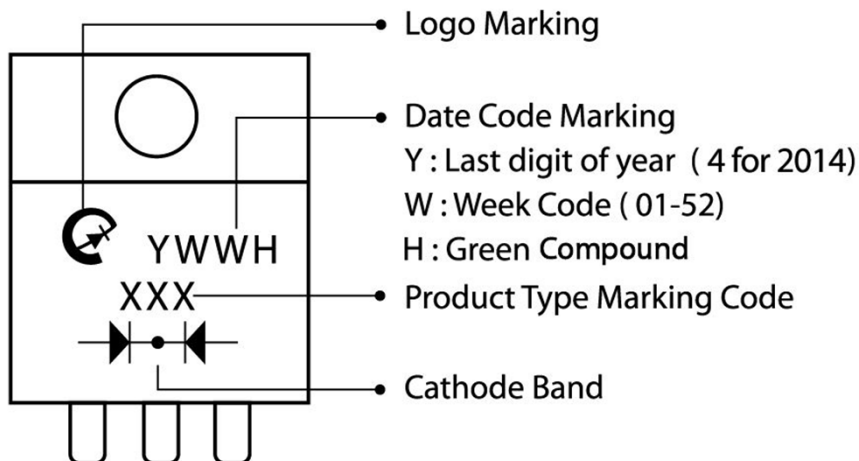 Logo Marking
Date Code Marking
Y : Last digit of year ( 4 for 2014)
W : Week Code ( 01-52)
H : Green Compound
YWWH
XXX
Product Type Marking Code
Cathode Band